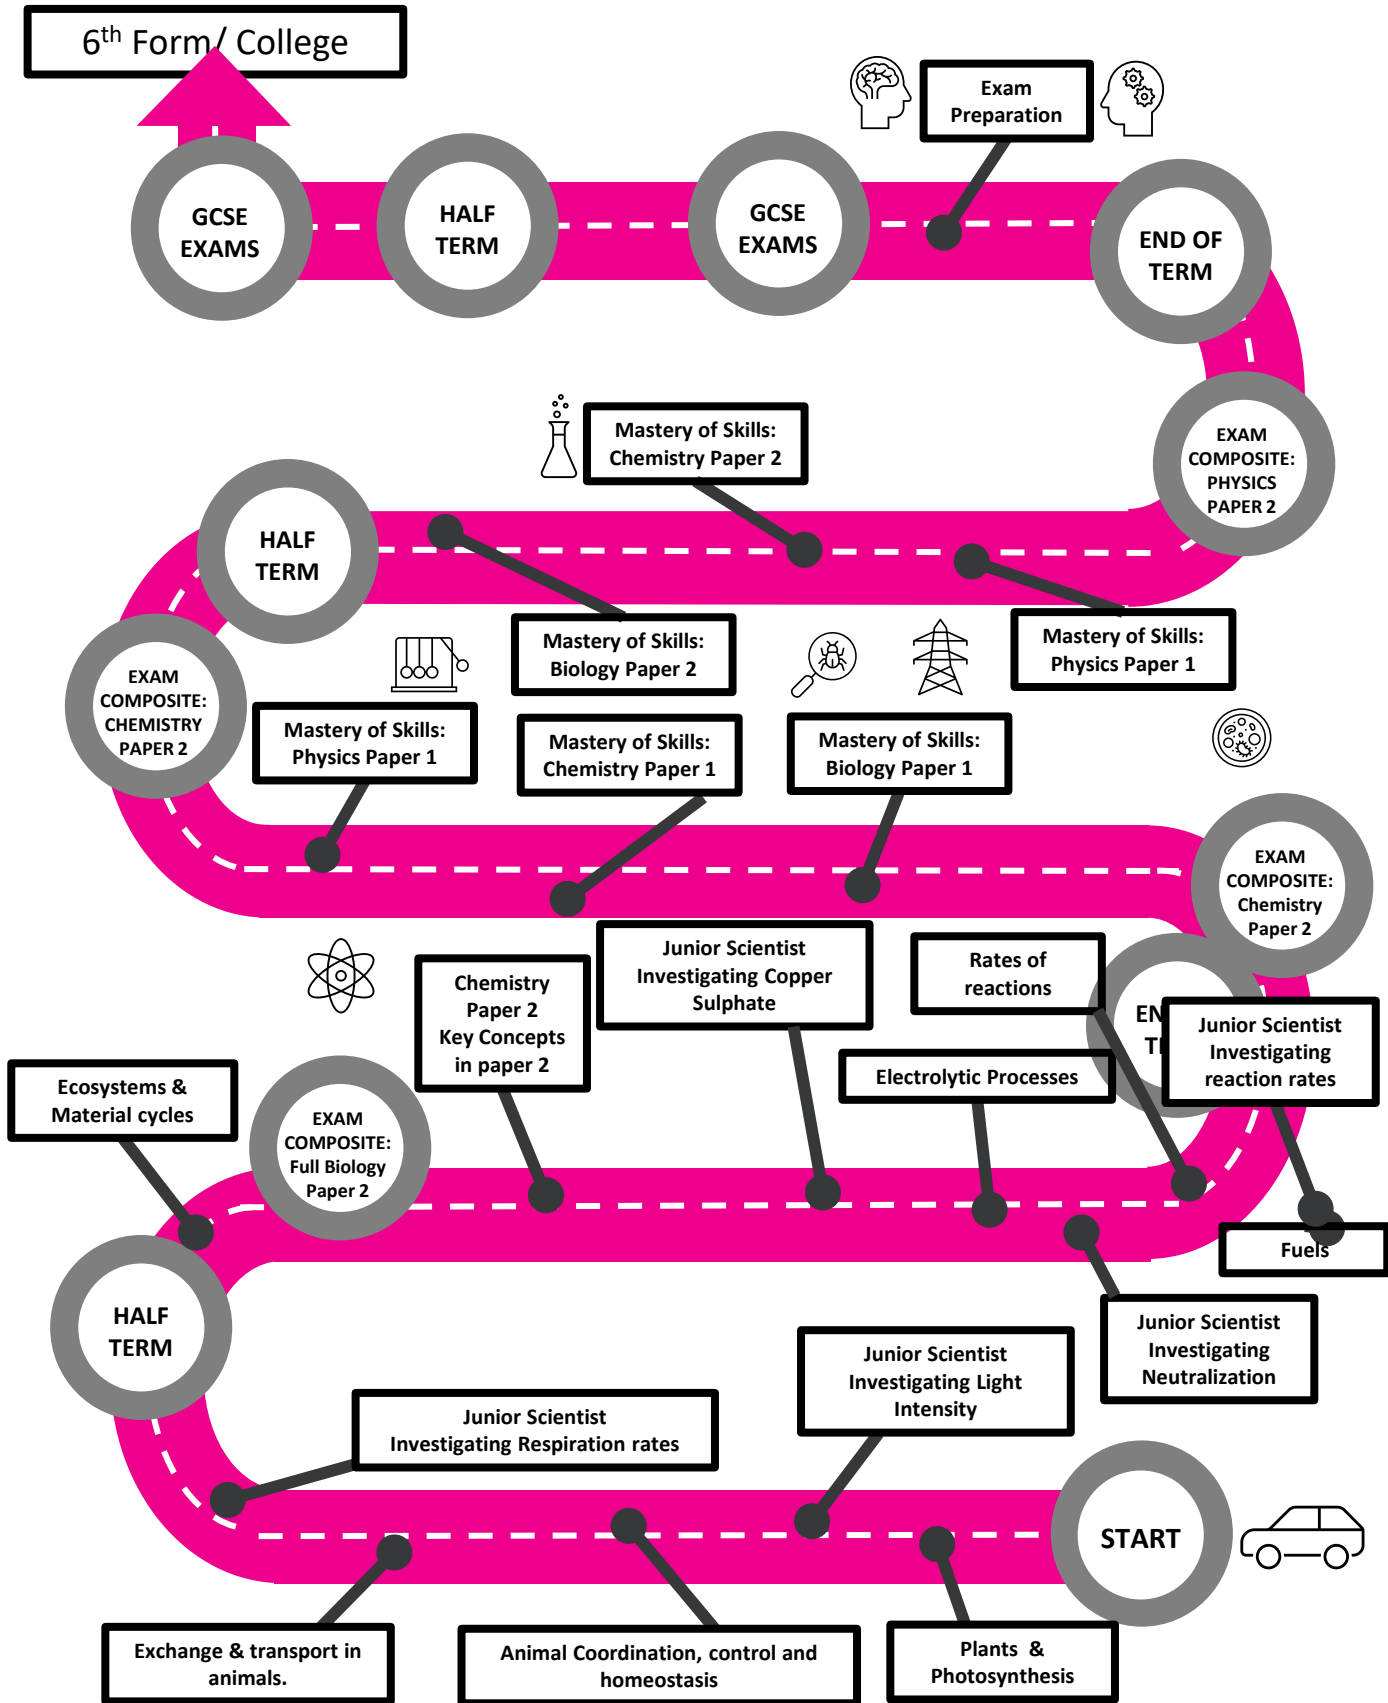 6th Form/ College
Exam
Preparation
GCSE
EXAMS
HALF
TERM
GCSE
EXAMS
END OF
TERM
EXAM
COMPOSITE:
PHYSICS
PAPER 2
Mastery of Skills:
Chemistry Paper 2
HALF
TERM
Mastery of Skills:
Biology Paper 2
Mastery of Skills:
Physics Paper 1
EXAM
COMPOSITE:
CHEMISTRY
PAPER 2
Mastery of Skills:
Physics Paper 1
Mastery of Skills:
Chemistry Paper 1
Mastery of Skills:
Biology Paper 1
EXAM
COMPOSITE:
Chemistry
Paper 2
Chemistry
Paper 2
Key Concepts
in paper 2
Junior Scientist
Investigating Copper
Sulphate
Rates of
reactions
Junior Scientist
Investigating
reaction rates
Electrolytic Processes
Ecosystems &
Material cycles
EXAM
COMPOSITE:
Full Biology
Paper 2
Fuels
HALF
TERM
Junior Scientist
Investigating
Neutralization
Junior Scientist
Investigating Light
Intensity
Junior Scientist
Investigating Respiration rates
START
Exchange & transport in
animals.
Animal Coordination, control and
homeostasis
Plants &
Photosynthesis